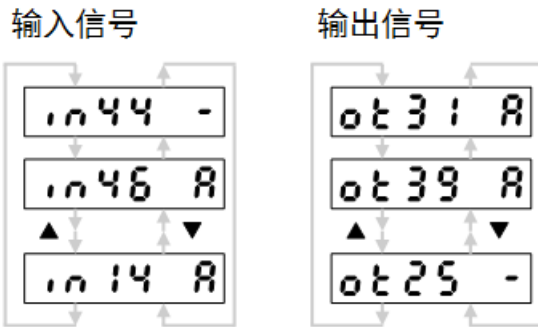 输入信号
in44 -
in46 A
▲ ▼
in14 A
输出信号
ot31 A
ot39 A
▲ ▼
ot25 -